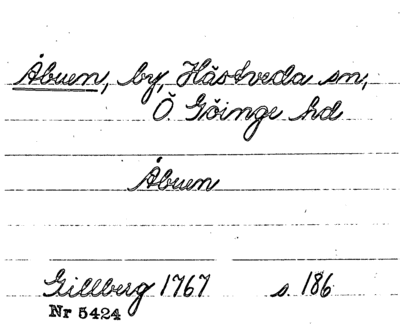 Åbuen, by, Hästveda sn,
Ö. Göinge hd
Åbuen
Gillberg 1767 s. 186
Nr 5424